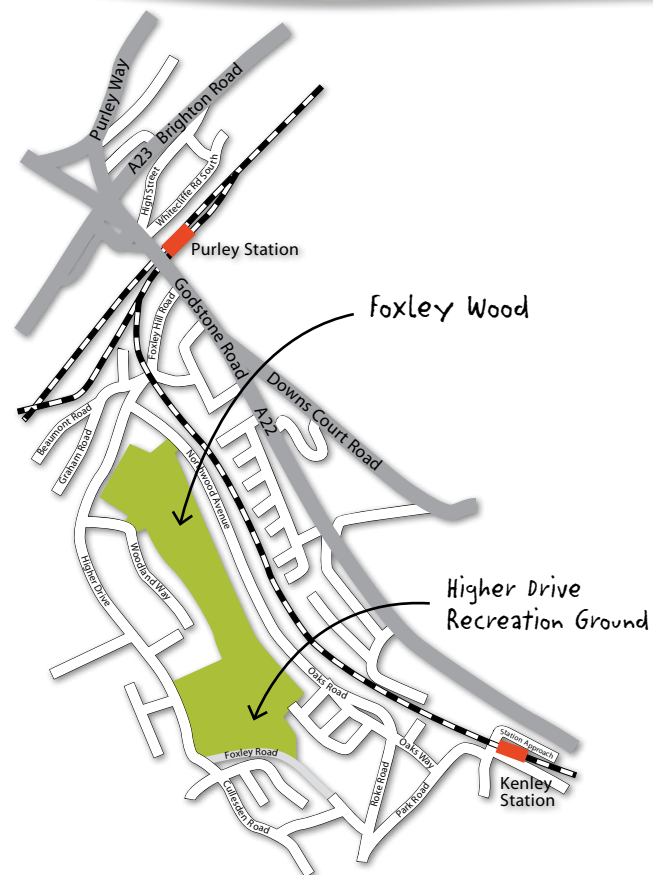 Purley Way
A23 Brighton Road
High Street
Whitecliffe Rd South
Purley Station
Godstone Road
Foxley Hill Road
Foxley Wood
Downs Court Road
A22
Beaumont Road
Graham Road
Northwood Avenue
Woodland Way
Higher Drive
Higher Drive
Recreation Ground
Oaks Road
Station Approach
Oaks Way
Foxley Road
Kenley
Station
Roke Road
Park Road
Cullesden Road